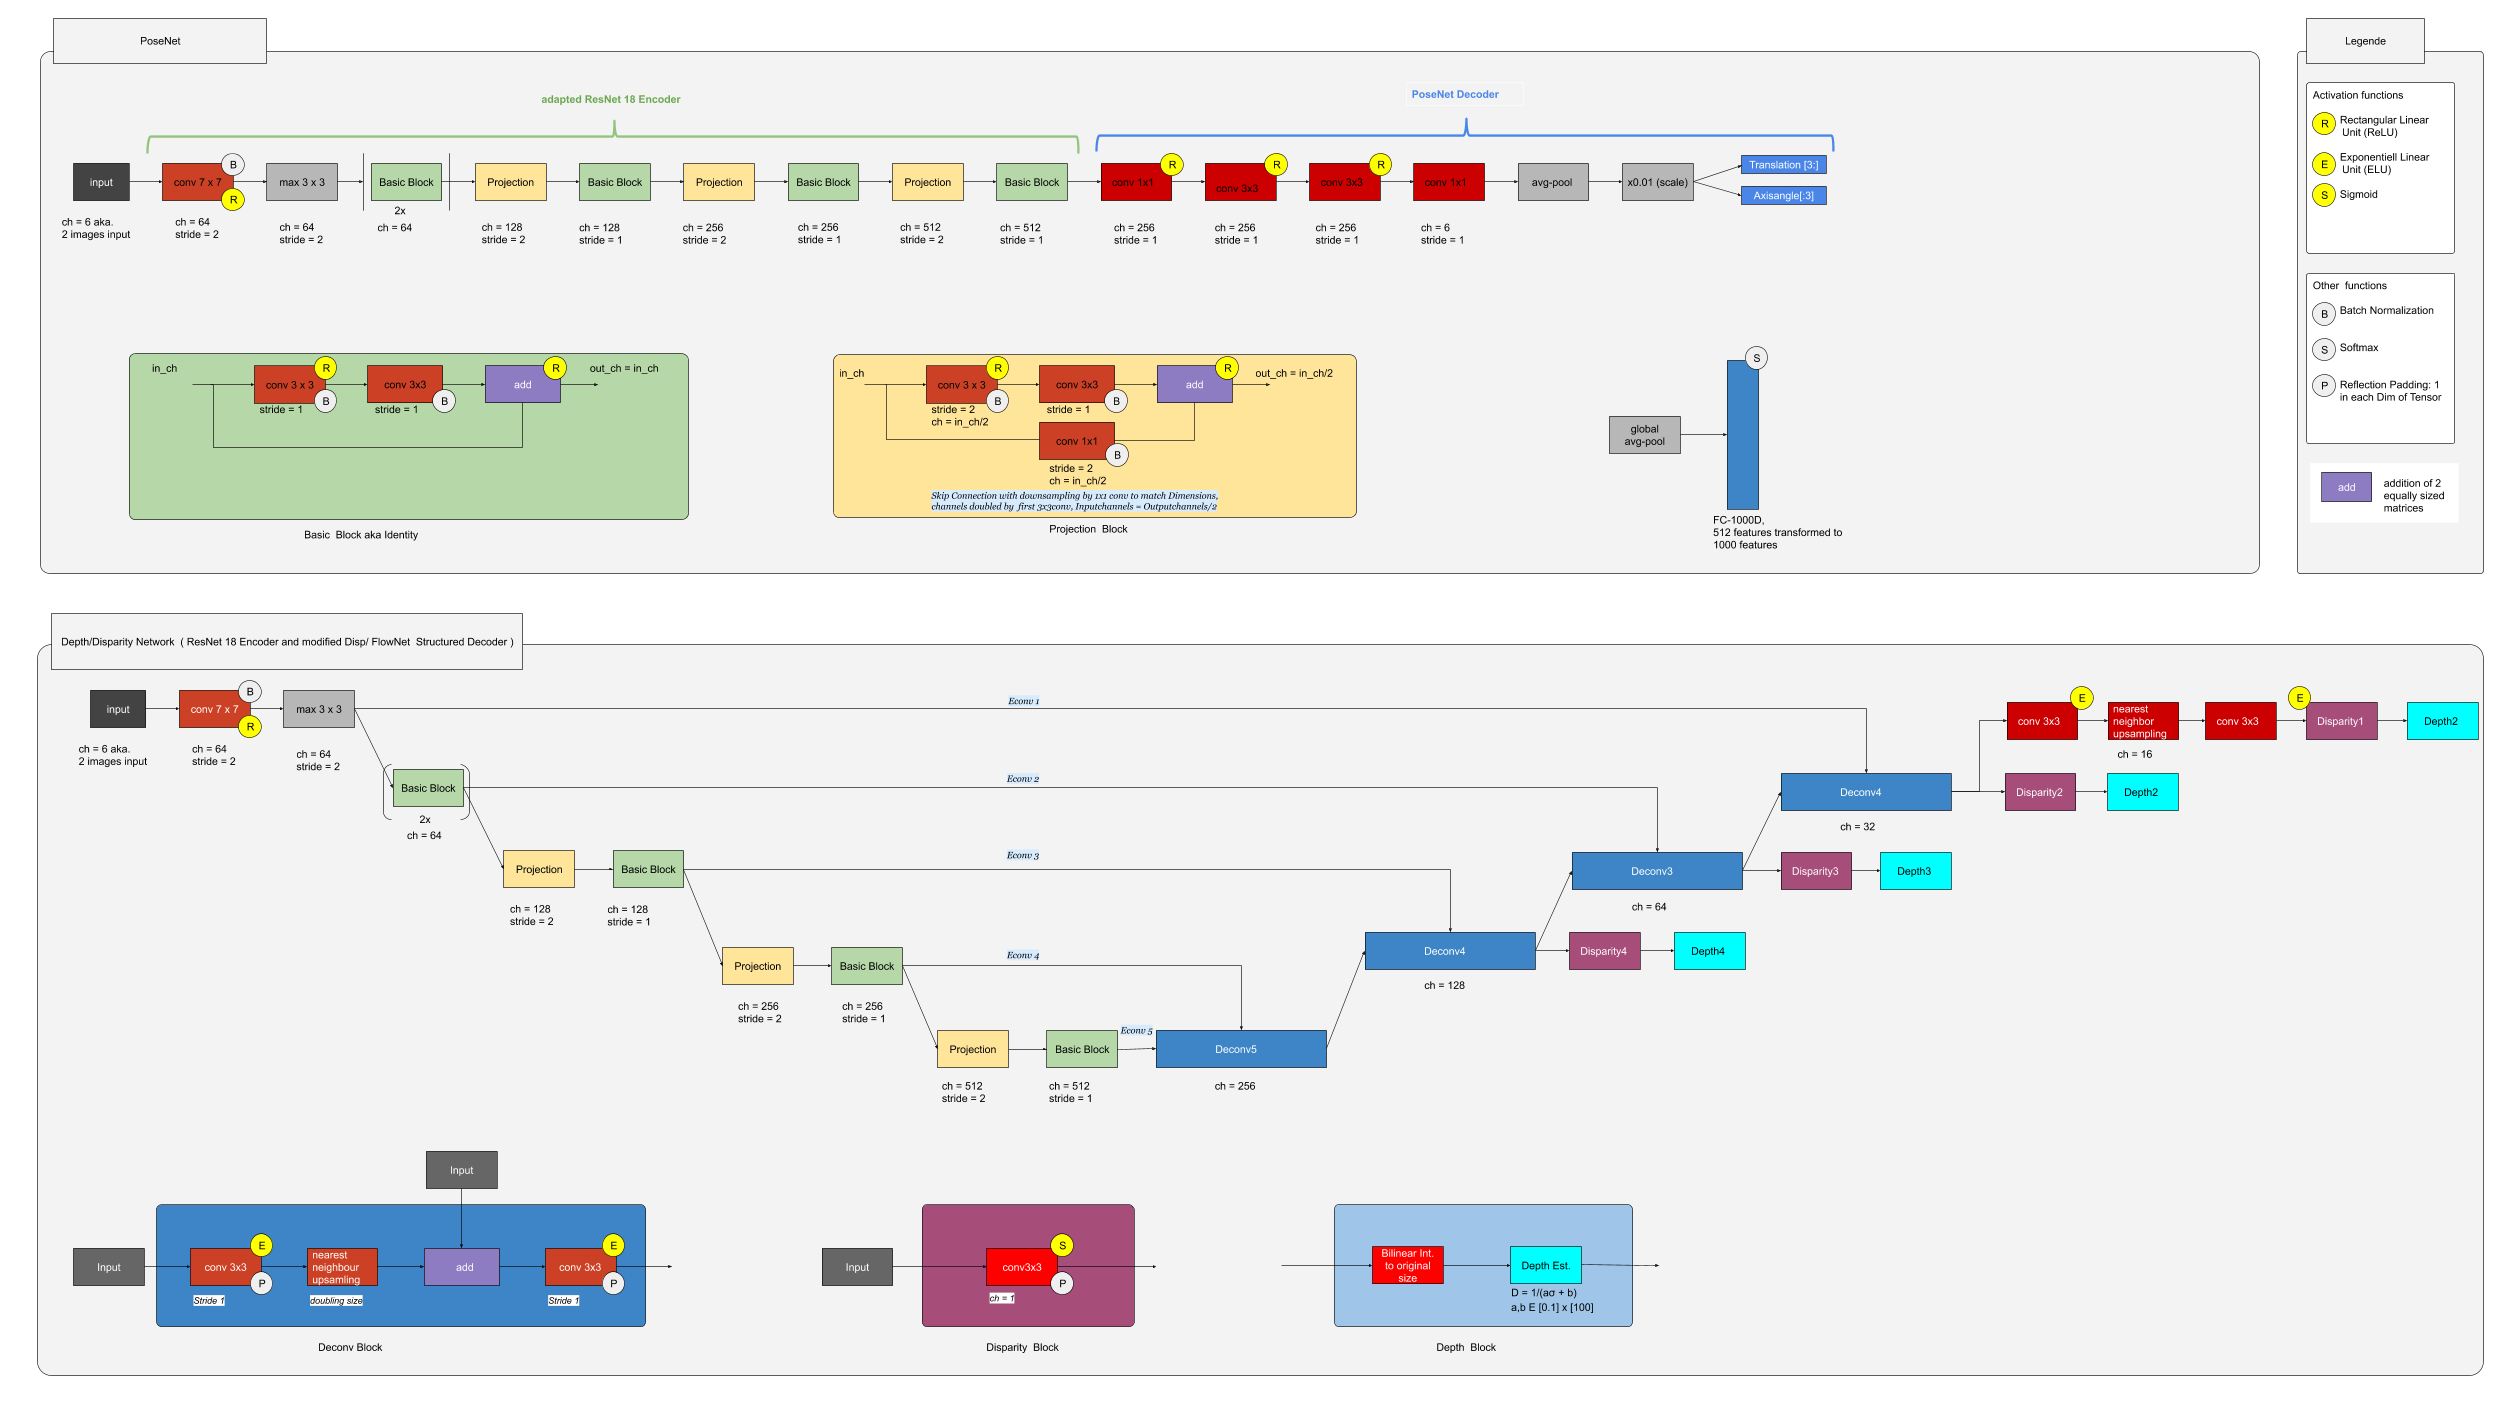 PoseNet
Legende
adapted ResNet 18 Encoder
PoseNet Decoder
input
conv 7 x 7
B
R
max 3 x 3
Basic Block
Projection
Basic Block
Projection
Basic Block
Projection
Basic Block
conv 1x1
R
conv 3x3
R
conv 3x3
R
conv 1x1
avg-pool
x0.01 (scale)
Translation [3:]
Axisangle[:3]
ch = 6 aka.
2 images input
ch = 64
stride = 2
ch = 64
stride = 2
2x
ch = 64
ch = 128
stride = 2
ch = 128
stride = 1
ch = 256
stride = 2
ch = 256
stride = 1
ch = 512
stride = 2
ch = 512
stride = 1
ch = 256
stride = 1
ch = 256
stride = 1
ch = 256
stride = 1
ch = 6
stride = 1
in_ch
conv 3 x 3
R
B
stride = 1
conv3x3
B
stride = 1
add
R
out_ch = in_ch
Basic  Block aka Identity
in_ch
conv 3 x 3
R
B
stride = 2
ch = in_ch/2
conv3x3
B
stride = 1
add
R
out_ch = in_ch/2
conv 1x1
B
stride = 2
ch = in_ch/2
Skip Connection with downsampling by 1x1 conv to match Dimensions,
channels doubled by  first 3x3conv, Inputchannels = Outputchannels/2
Projection  Block
global
avg-pool
S
FC-1000D,
512 features transformed to
1000 features
Activation functions
R
Rectangular Linear
Unit (ReLU)
E
Exponentiell Linear
Unit (ELU)
S
Sigmoid
Other  functions
B
Batch Normalization
S
Softmax
P
Reflection Padding: 1
in each Dim of Tensor
add
addition of 2
equally sized
matrices
Depth/Disparity Network  ( ResNet 18 Encoder and modified Disp/ FlowNet  Structured Decoder )
input
conv 7 x 7
B
R
max 3 x 3
ch = 6 aka.
2 images input
ch = 64
stride = 2
ch = 64
stride = 2
Econv 1
conv 3x3
E
nearest
neighbor
upsampling
conv 3x3
E
Disparity1
Depth2
ch = 16
Basic Block
2x
ch = 64
Econv 2
Deconv4
ch = 32
Disparity2
Depth2
Projection
Basic Block
ch = 128
stride = 2
ch = 128
stride = 1
Econv 3
Deconv3
ch = 64
Disparity3
Depth3
Projection
Basic Block
ch = 256
stride = 2
ch = 256
stride = 1
Econv 4
Deconv4
ch = 128
Disparity4
Depth4
Projection
Basic Block
ch = 512
stride = 2
ch = 512
stride = 1
Econv 5
Deconv5
ch = 256
Input
Input
conv 3x3
E
P
Stride 1
nearest
neighbour
upsamling
doubling size
add
conv 3x3
E
P
Stride 1
Deconv Block
Input
conv3x3
S
P
ch = 1
Disparity  Block
Bilinear Int.
to original
size
Depth Est.
D = 1/(aσ + b)
a,b E [0.1] x [100]
Depth  Block